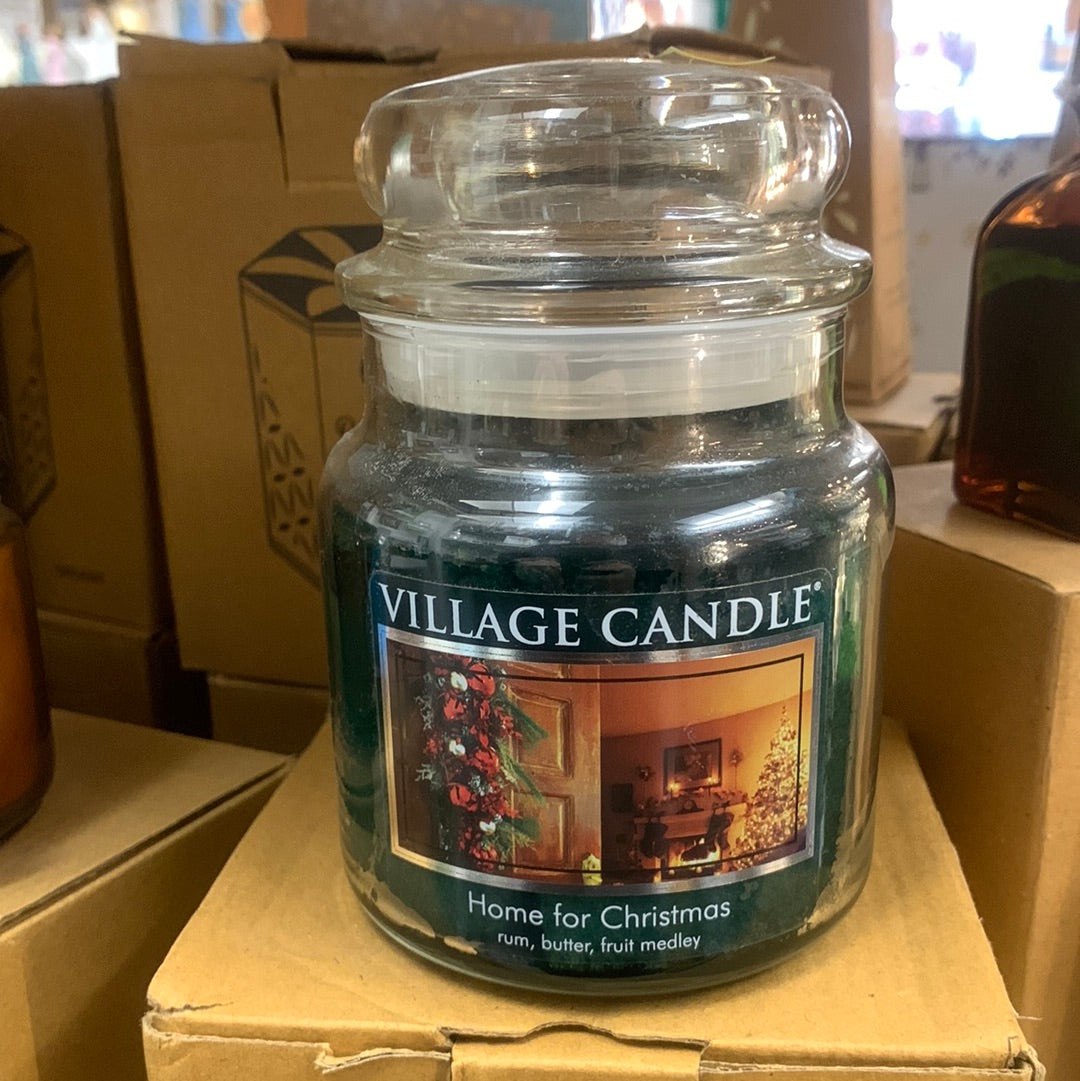 VILLAGE CANDLE®
Home for Christmas
rum, butter, fruit medley